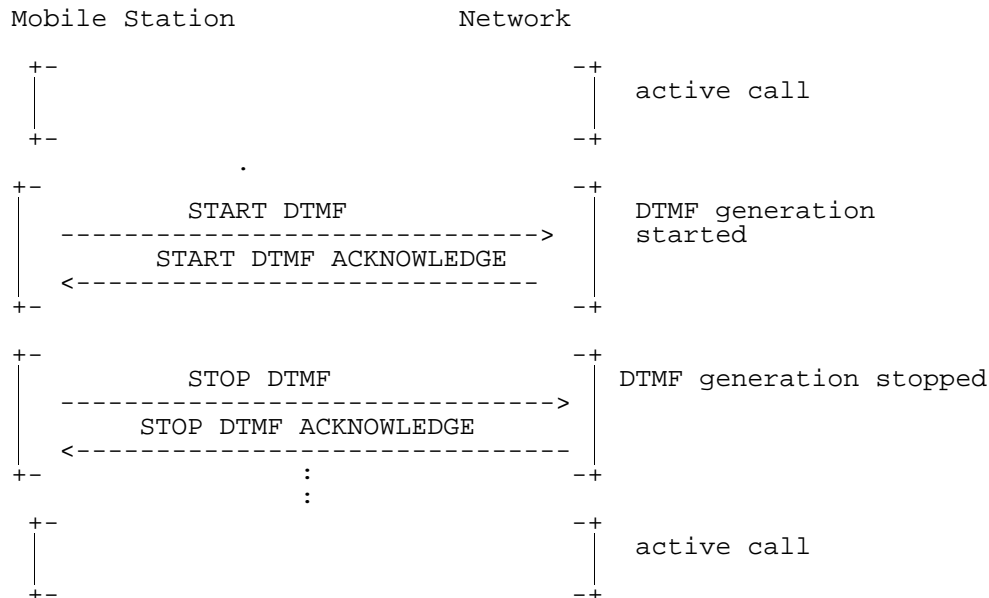 Mobile Station Network
active call
START DTMF
DTMF generation
started
START DTMF ACKNOWLEDGE
STOP DTMF
DTMF generation stopped
STOP DTMF ACKNOWLEDGE
active call